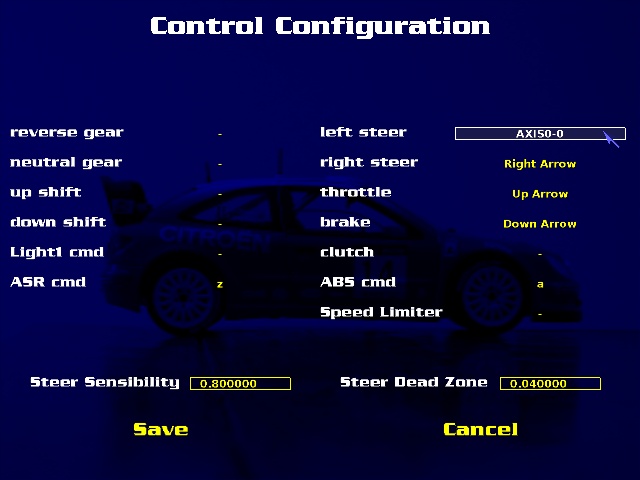 Control Configuration
reverse gear - left steer AXIS0-0
neutral gear - right steer Right Arrow
up shift - throttle Up Arrow
down shift - brake Down Arrow
Light1 cmd - clutch -
ASR cmd z ABS cmd a
Speed Limiter -
Steer Sensibility 0.800000 Steer Dead Zone 0.040000
Save Cancel
CITROËN